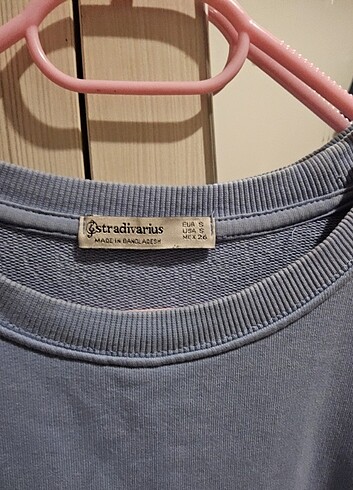 stradivarius
MADE IN BANGLADESH
EUR S
USA S
MEX 26